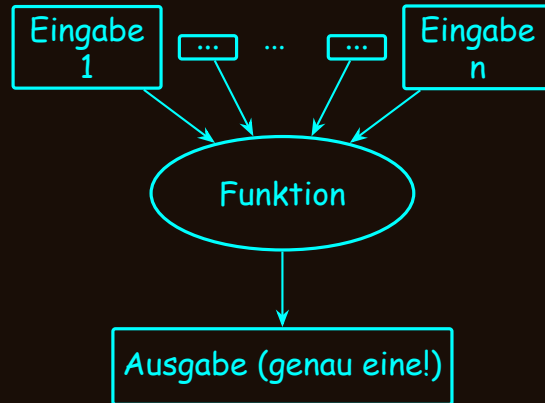 Eingabe
1
...
...
...
Eingabe
n
Funktion
Ausgabe (genau eine!)